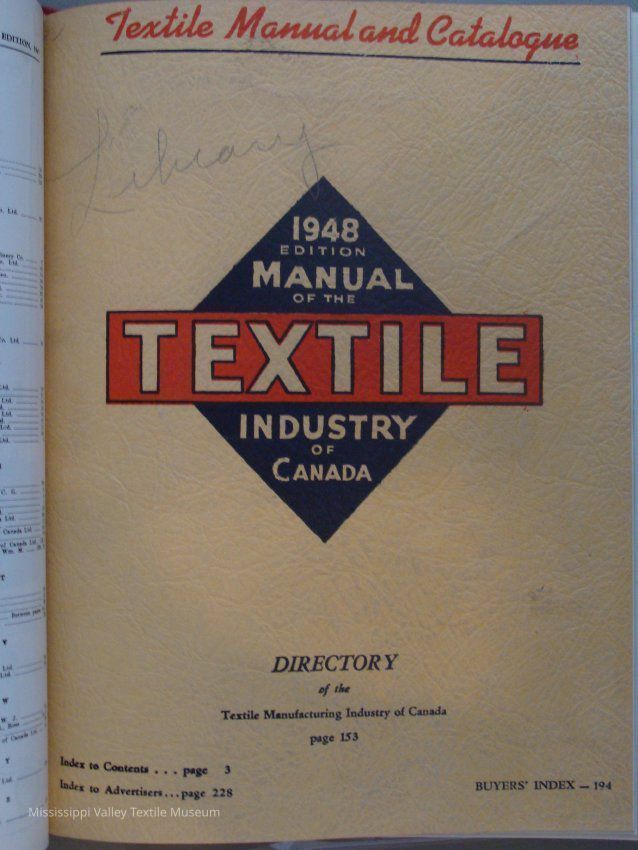 EDITION, 19
Textile Manual and Catalogue
Library
1948
EDITION
MANUAL
OF THE
TEXTILE
INDUSTRY
OF
CANADA
DIRECTORY
of the
Textile Manufacturing Industry of Canada
page 153
Index to Contents . . . page 3
Index to Advertisers...page 228
BUYERS' INDEX — 194
Mississippi Valley Textile Museum